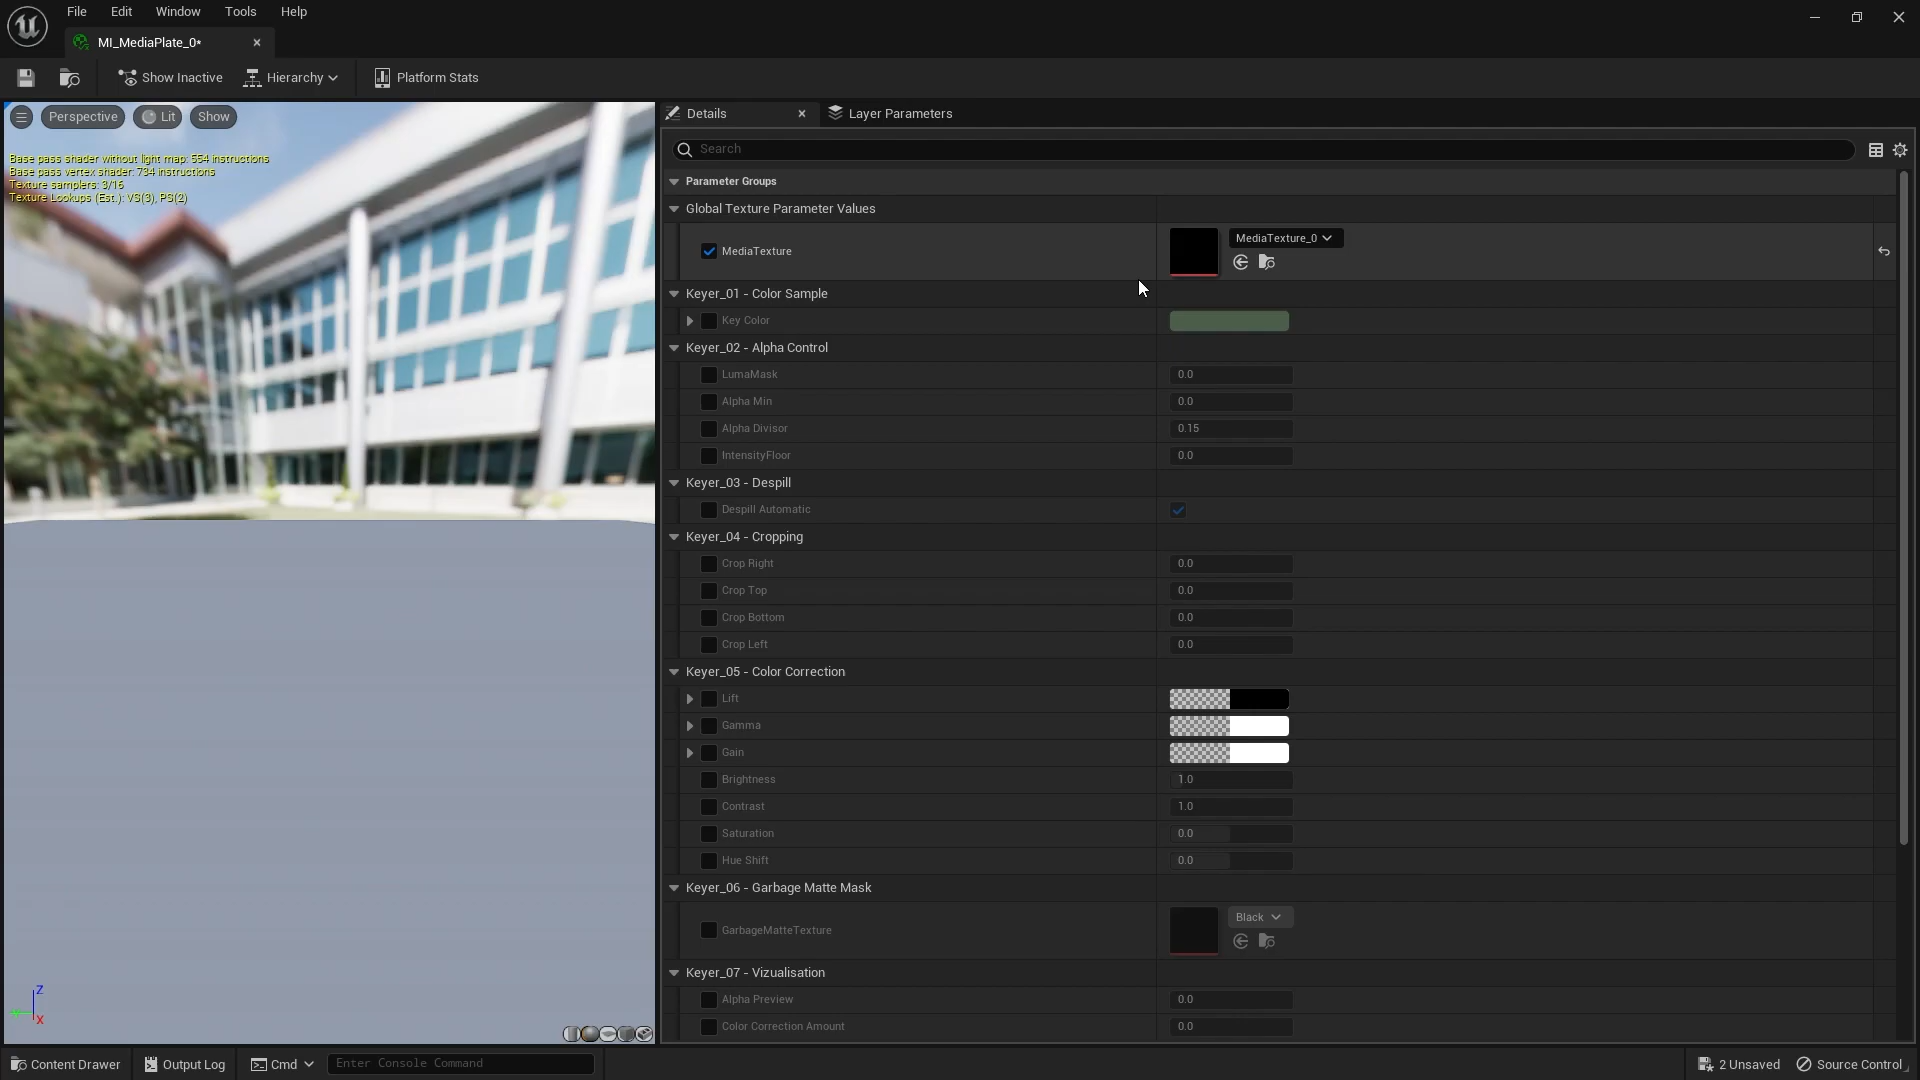 File Edit Window Tools Help
MI_MediaPlate_0*
Show Inactive Hierarchy Platform Stats
Perspective Lit Show
Base pass shader without light map: 554 instructions
Base pass vertex shader: 734 instructions
Texture samplers: 3/16
Texture Lookups (Est.): VS(3), PS(2)
Z
X
Details Layer Parameters
Search
Parameter Groups
Global Texture Parameter Values
MediaTexture MediaTexture_0
Keyer_01 - Color Sample
Key Color
Keyer_02 - Alpha Control
LumaMask 0.0
Alpha Min 0.0
Alpha Divisor 0.15
IntensityFloor 0.0
Keyer_03 - Despill
Despill Automatic
Keyer_04 - Cropping
Crop Right 0.0
Crop Top 0.0
Crop Bottom 0.0
Crop Left 0.0
Keyer_05 - Color Correction
Lift
Gamma
Gain
Brightness 1.0
Contrast 1.0
Saturation 0.0
Hue Shift 0.0
Keyer_06 - Garbage Matte Mask
GarbageMatteTexture Black
Keyer_07 - Vizualisation
Alpha Preview 0.0
Color Correction Amount 0.0
Content Drawer Output Log Cmd Enter Console Command 2 Unsaved Source Control